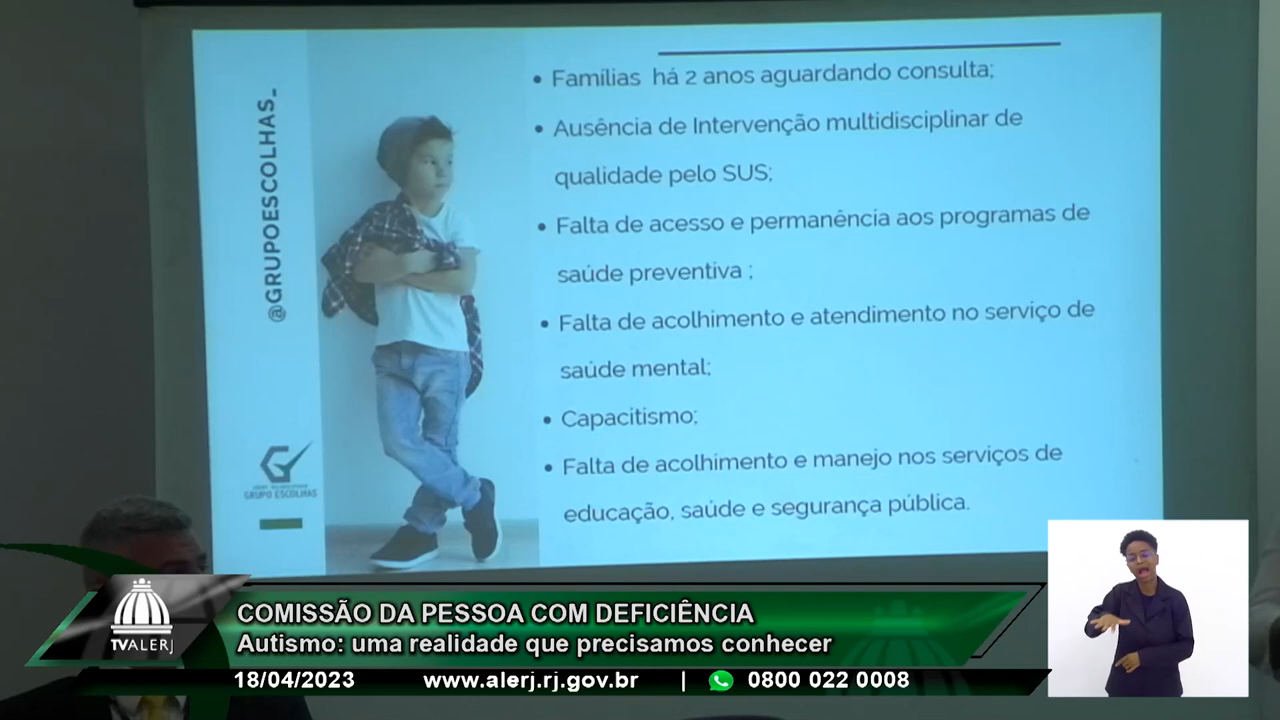 @GRUPOESCOLHAS_
• Famílias há 2 anos aguardando consulta;
• Ausência de Intervenção multidisciplinar de
qualidade pelo SUS;
• Falta de acesso e permanência aos programas de
saúde preventiva ;
• Falta de acolhimento e atendimento no serviço de
saúde mental;
• Capacitismo;
• Falta de acolhimento e manejo nos serviços de
educação, saúde e segurança pública.
GRUPO ESCOLHAS
TVALERJ
COMISSÃO DA PESSOA COM DEFICIÊNCIA
Autismo: uma realidade que precisamos conhecer
18/04/2023 www.alerj.rj.gov.br | 0800 022 0008